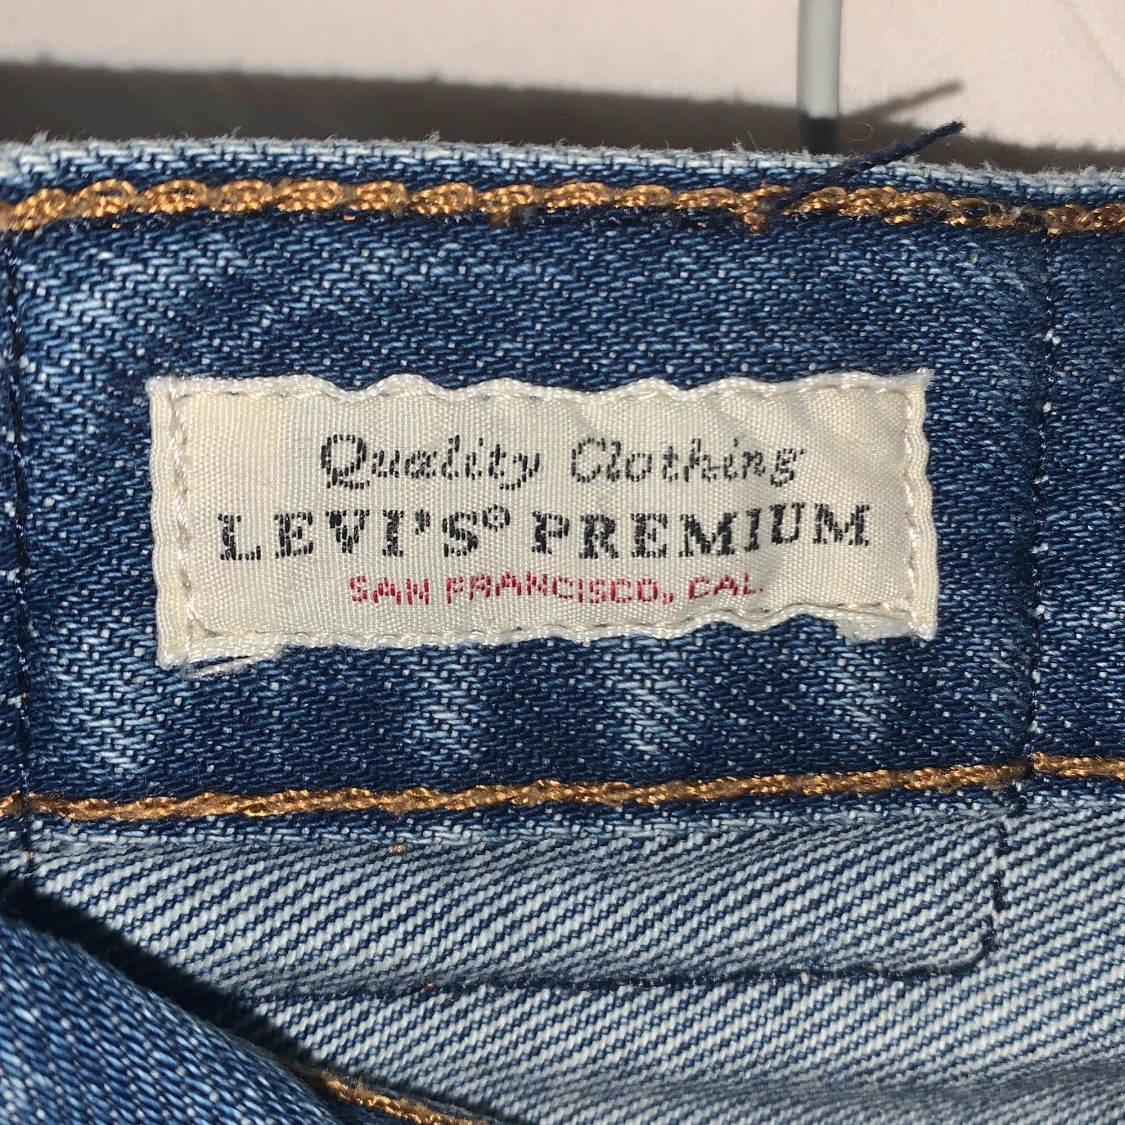 Quality Clothing
LEVI'S® PREMIUM
SAN FRANCISCO, CAL.